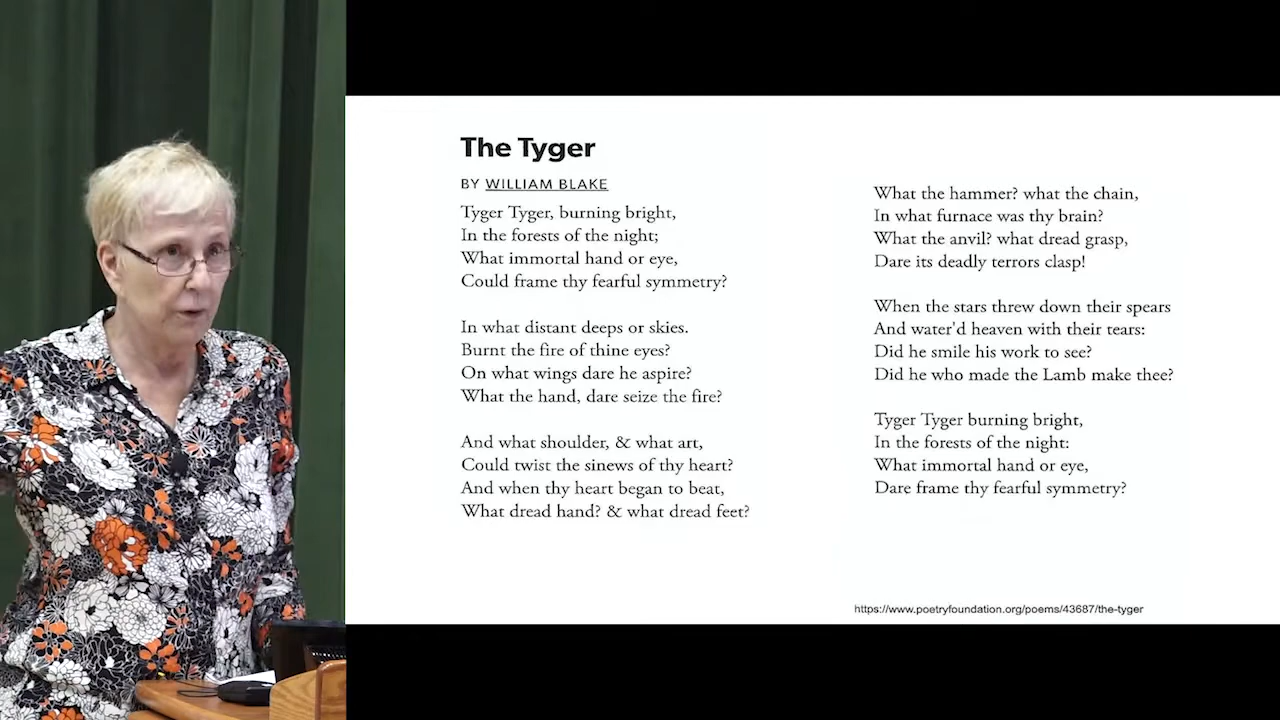 The Tyger
BY WILLIAM BLAKE
Tyger Tyger, burning bright,
In the forests of the night;
What immortal hand or eye,
Could frame thy fearful symmetry?
In what distant deeps or skies.
Burnt the fire of thine eyes?
On what wings dare he aspire?
What the hand, dare seize the fire?
And what shoulder, & what art,
Could twist the sinews of thy heart?
And when thy heart began to beat,
What dread hand? & what dread feet?
What the hammer? what the chain,
In what furnace was thy brain?
What the anvil? what dread grasp,
Dare its deadly terrors clasp!
When the stars threw down their spears
And water'd heaven with their tears:
Did he smile his work to see?
Did he who made the Lamb make thee?
Tyger Tyger burning bright,
In the forests of the night:
What immortal hand or eye,
Dare frame thy fearful symmetry?
https://www.poetryfoundation.org/poems/43687/the-tyger